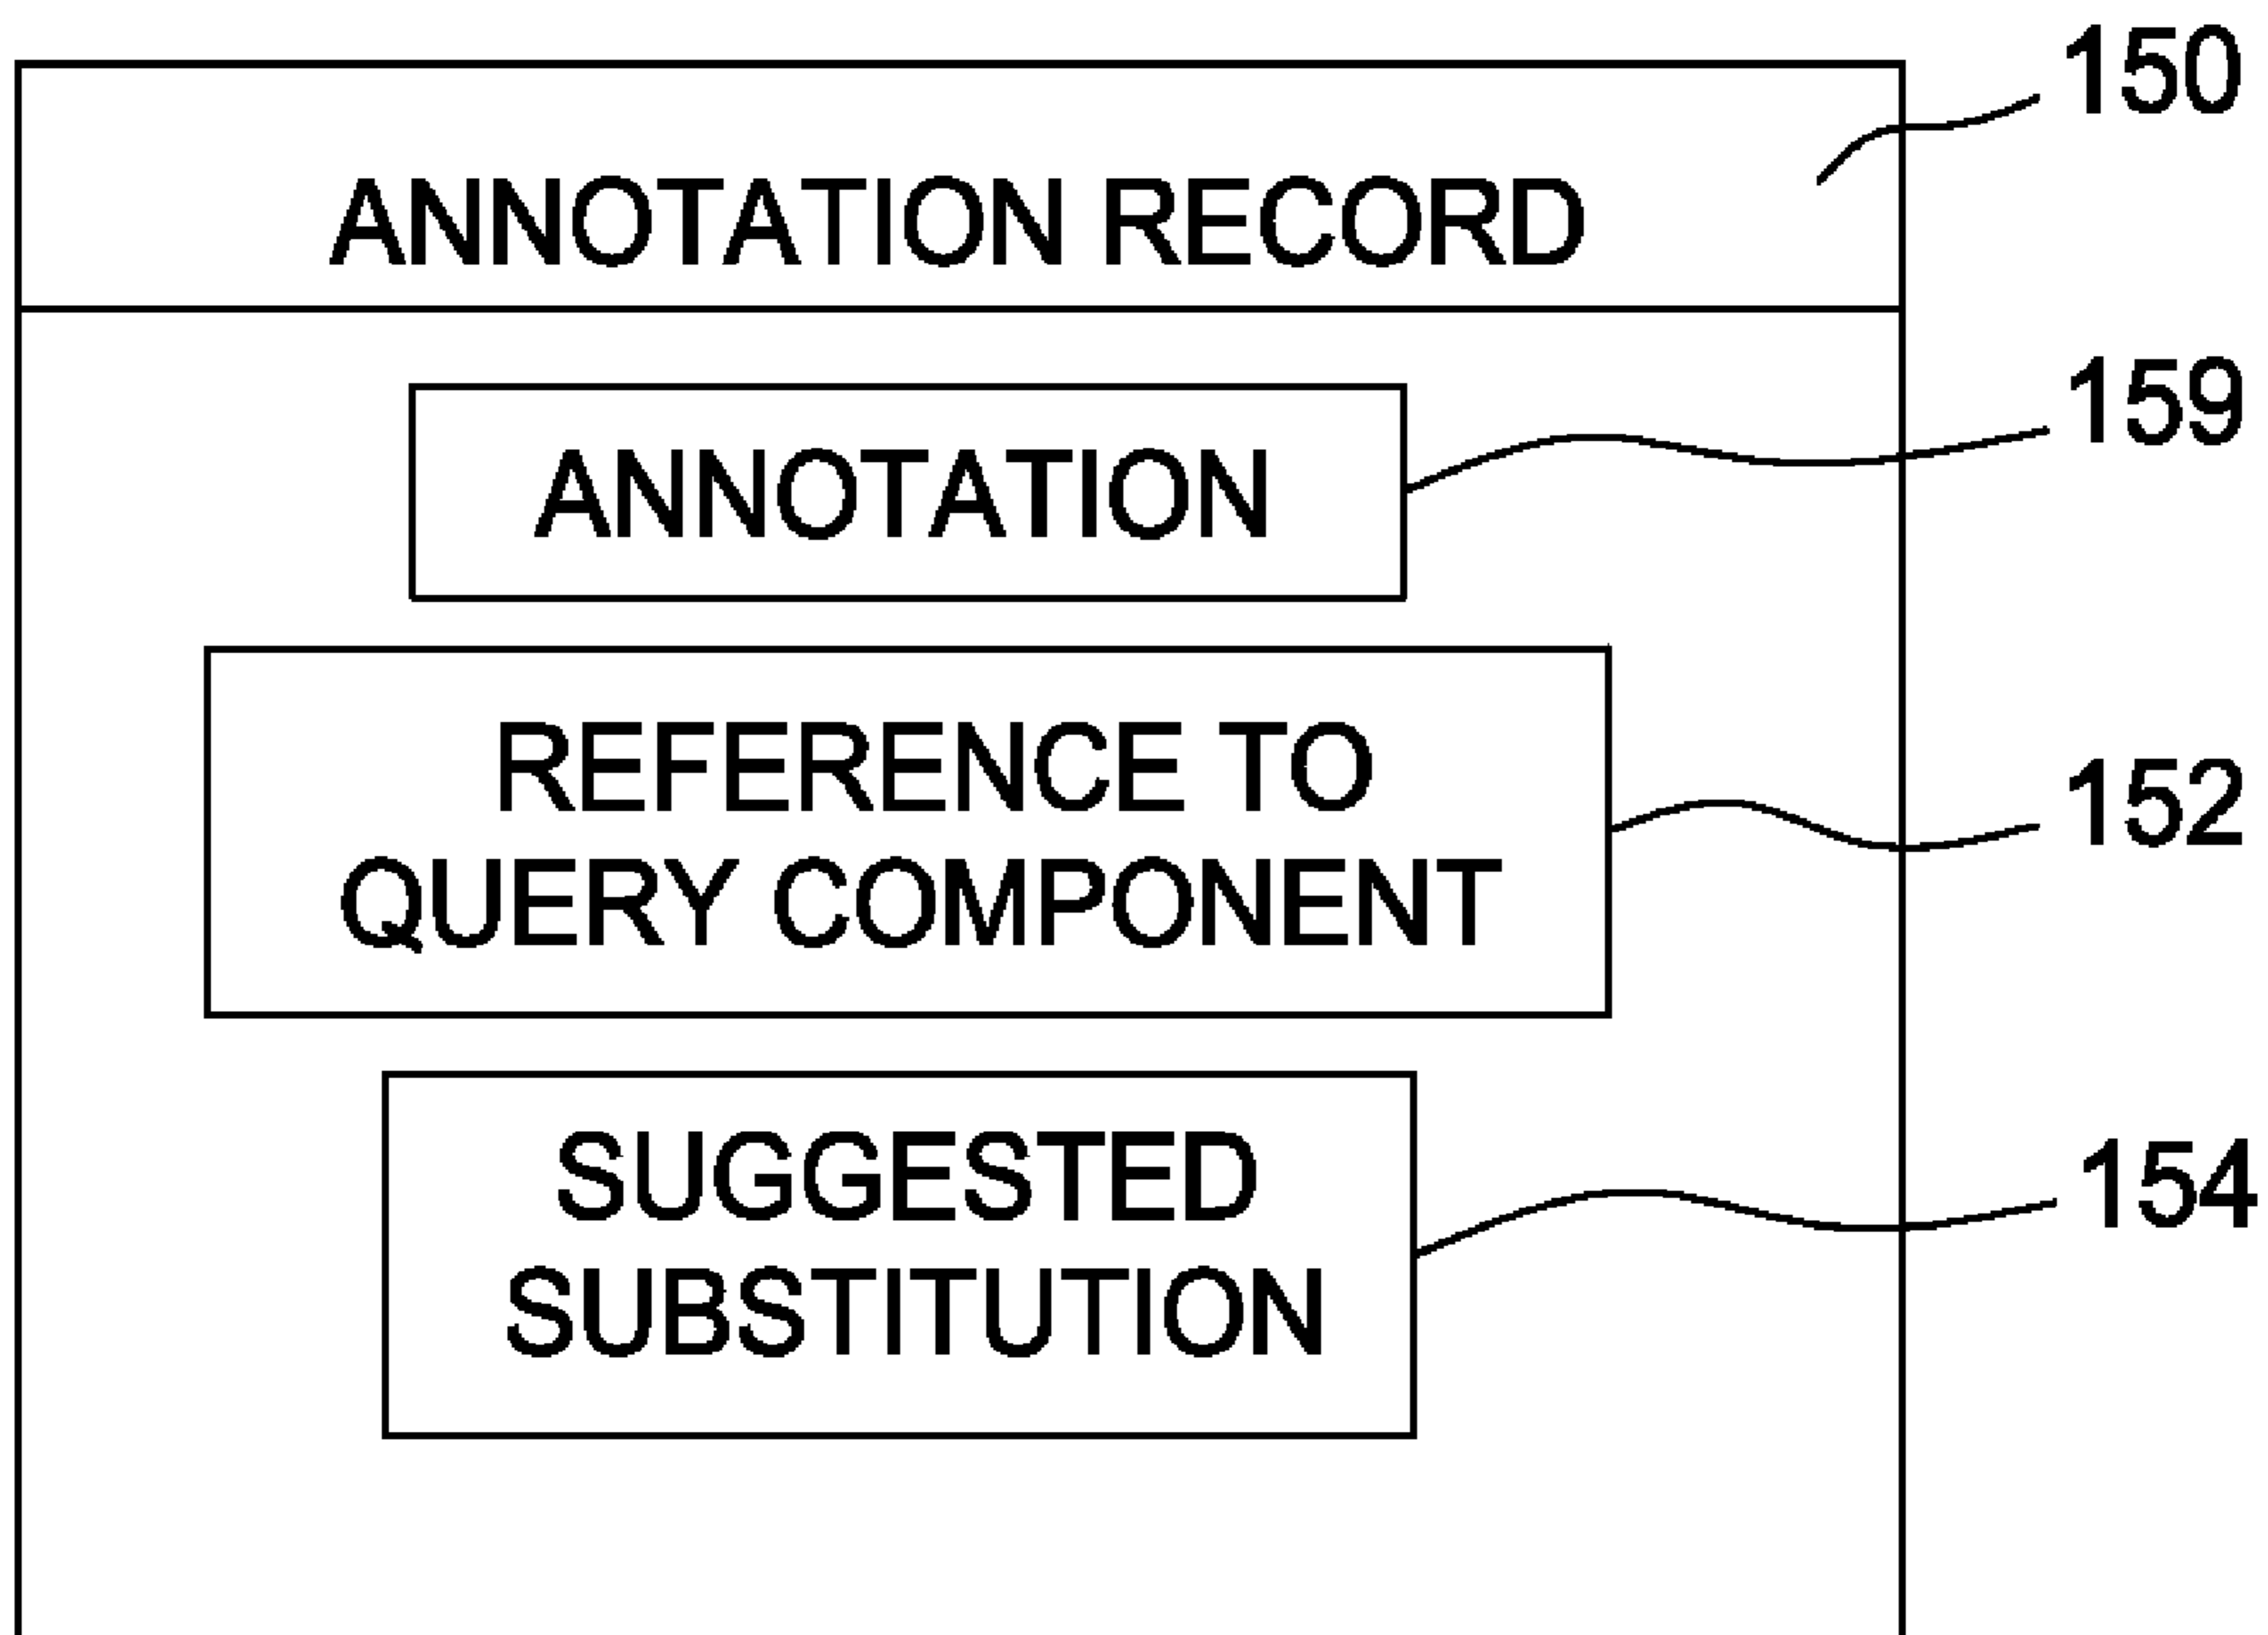 150
ANNOTATION RECORD
159
ANNOTATION
REFERENCE TO
152
QUERY COMPONENT
154
SUGGESTED
SUBSTITUTION